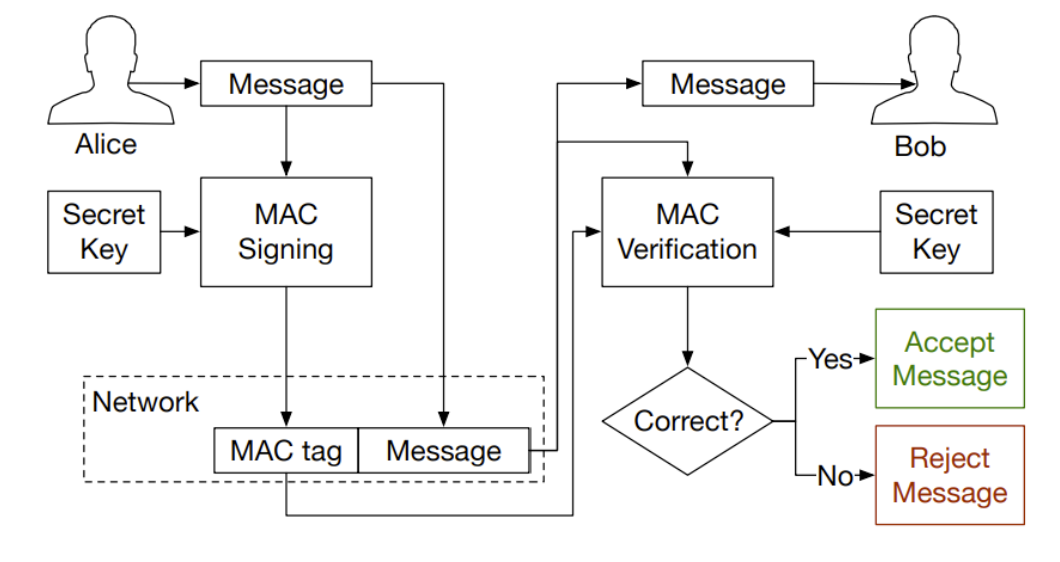 Message
Message
Alice
Bob
Secret
Key
MAC
Signing
MAC
Verification
Secret
Key
Accept
Message
Yes
Network
Correct?
MAC tag
Message
No
Reject
Message